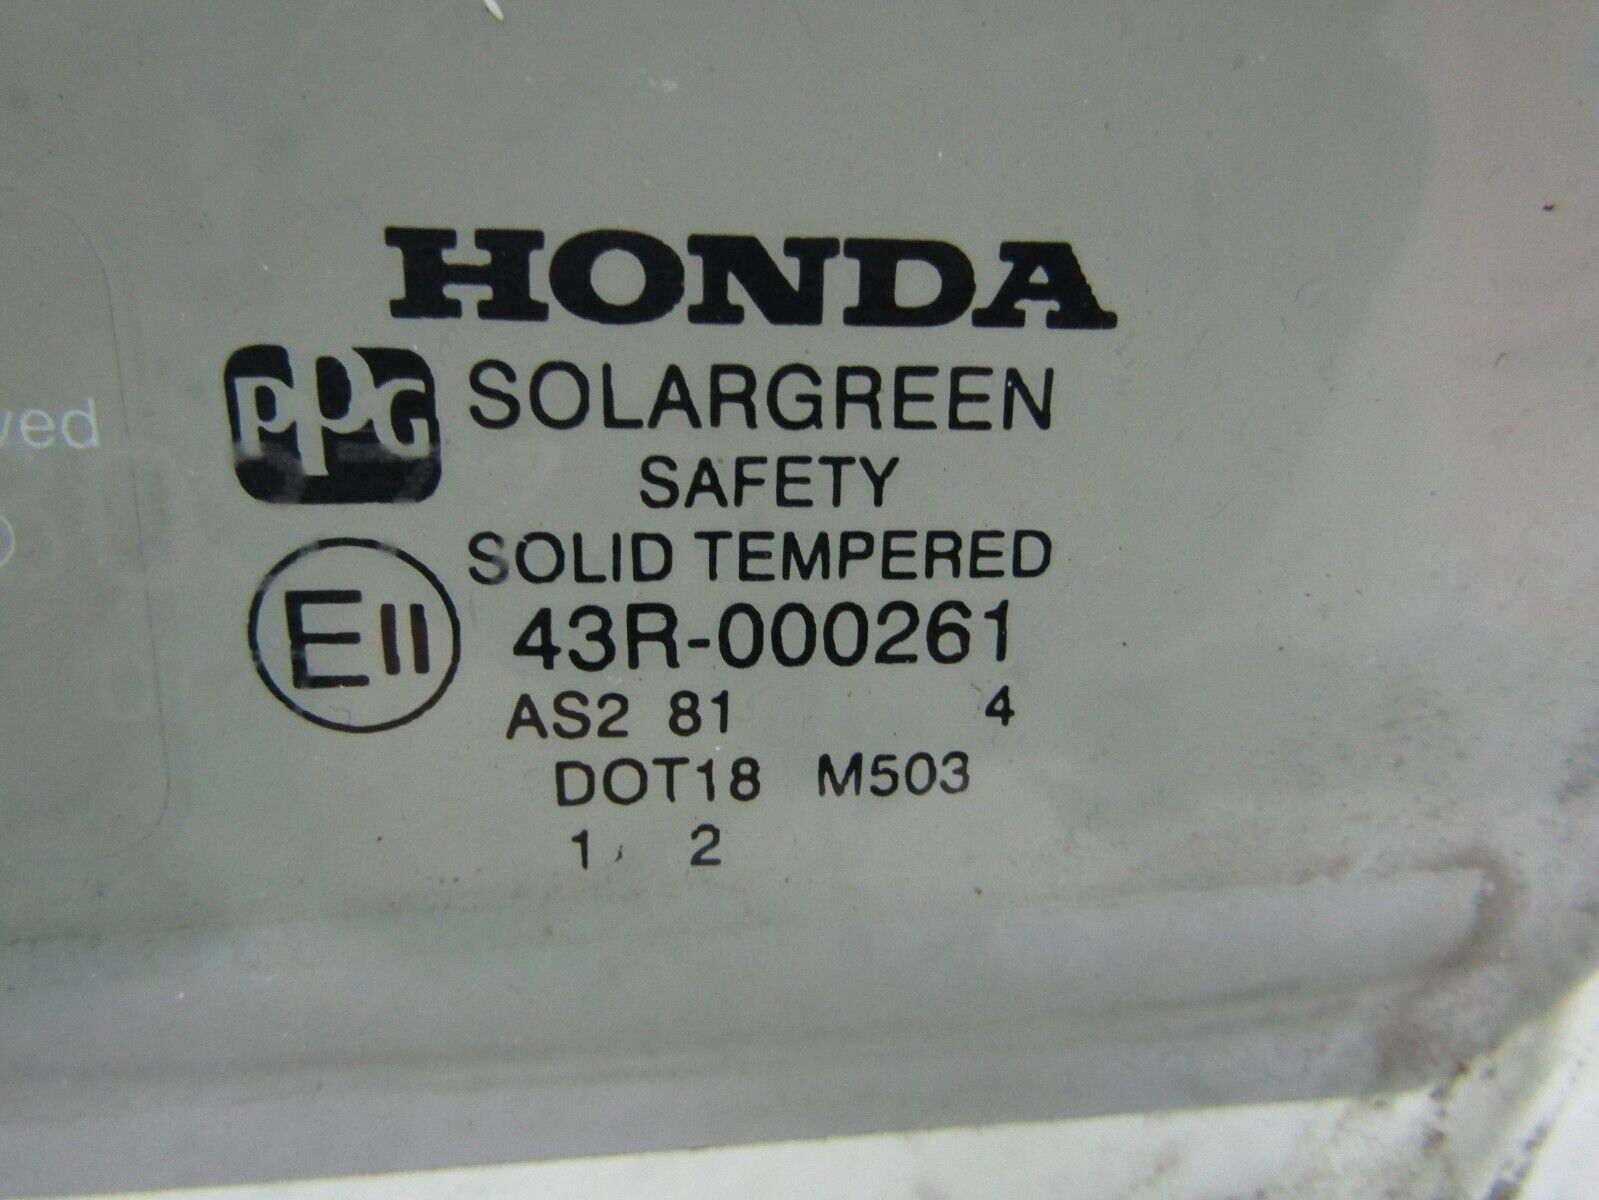 HONDA
PPG SOLARGREEN
SAFETY
SOLID TEMPERED
E11 43R-000261
AS2 81 4
DOT18 M503
1 2